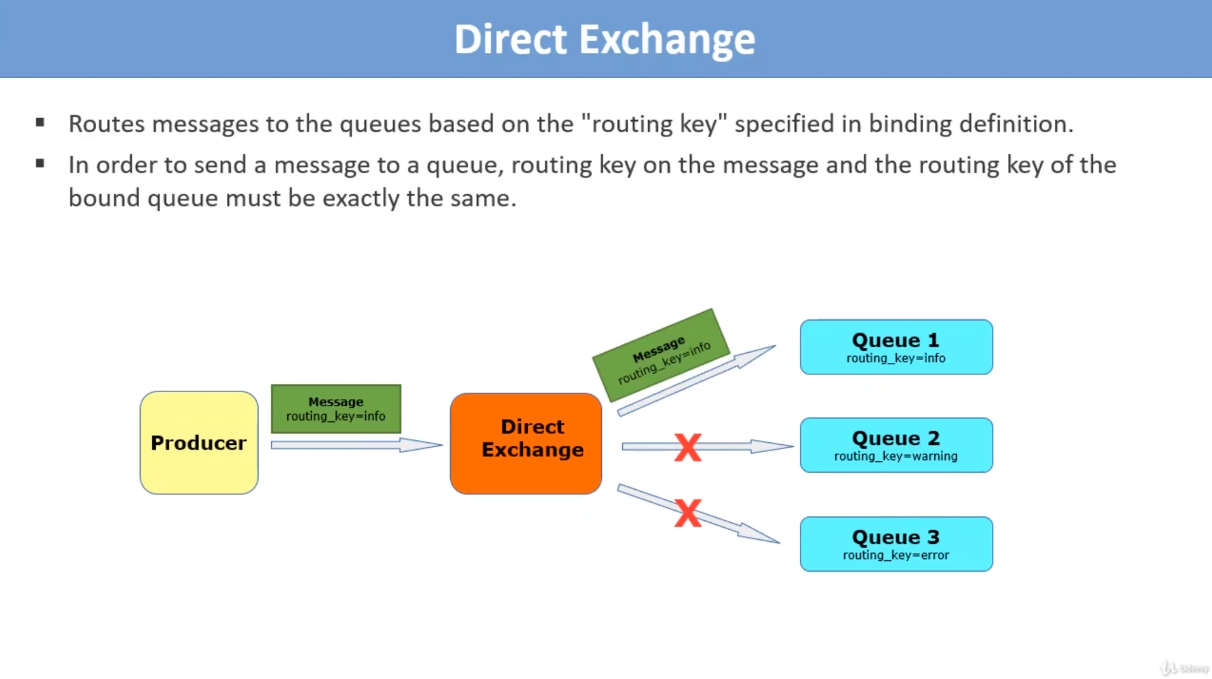 Direct Exchange
Routes messages to the queues based on the "routing key" specified in binding definition.
In order to send a message to a queue, routing key on the message and the routing key of the
bound queue must be exactly the same.
Message
routing_key=info
Message
routing_key=info
Producer
Direct
Exchange
X
X
Queue 1
routing_key=info
Queue 2
routing_key=warning
Queue 3
routing_key=error
Udemy